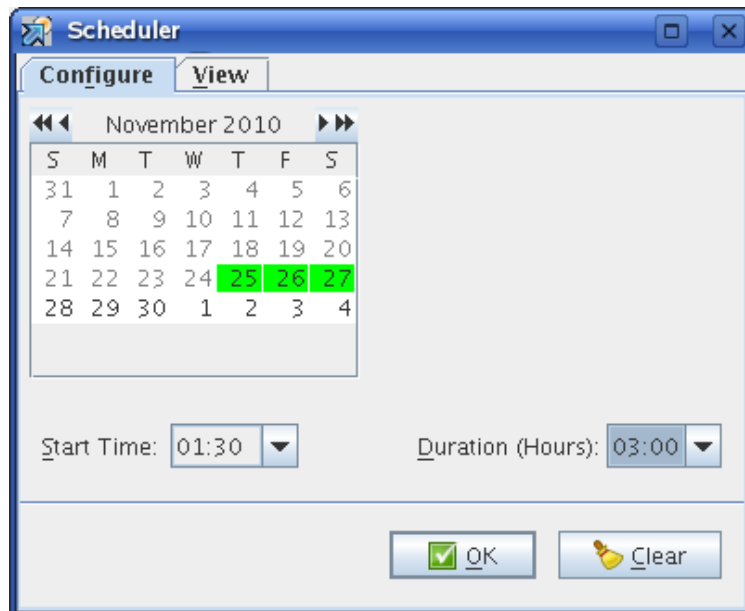 Scheduler
Configure View
November 2010
S M T W T F S
31 1 2 3 4 5 6
7 8 9 10 11 12 13
14 15 16 17 18 19 20
21 22 23 24 25 26 27
28 29 30 1 2 3 4
Start Time: 01:30 Duration (Hours): 03:00
OK Clear